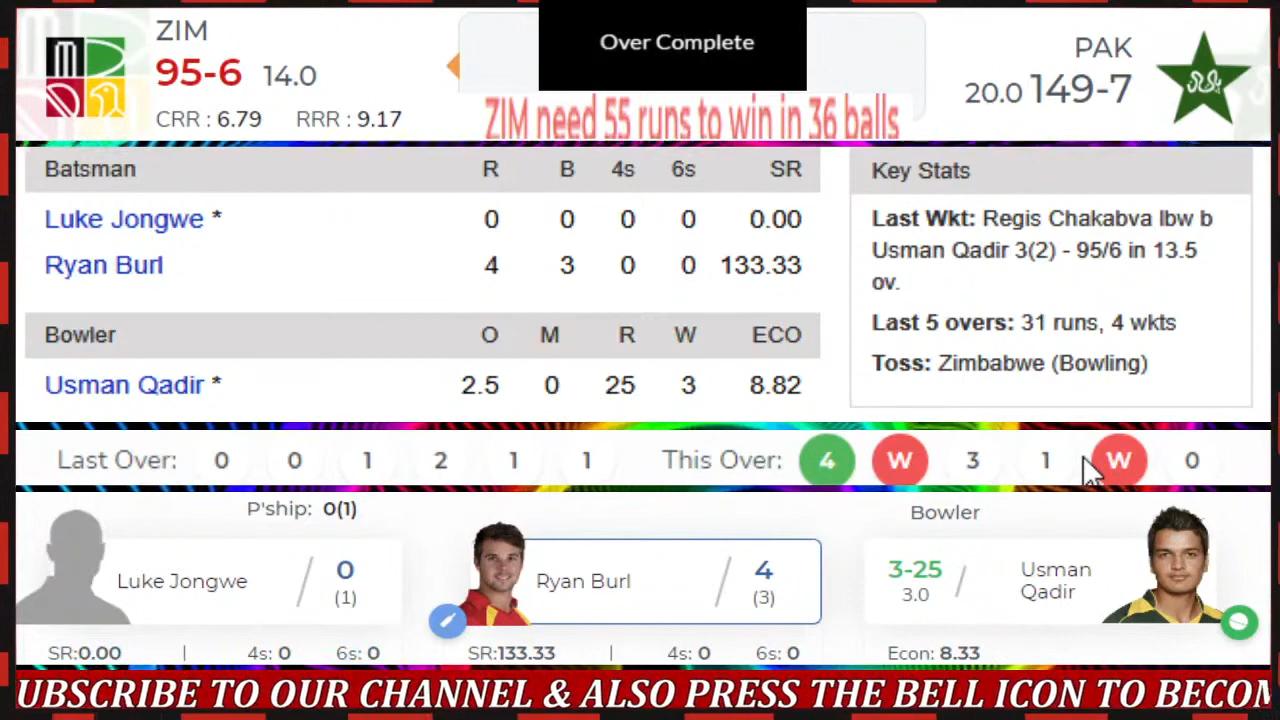 ZIM
95-6 14.0
CRR : 6.79 RRR : 9.17
Over Complete
ZIM need 55 runs to win in 36 balls
PAK
20.0 149-7
Batsman R B 4s 6s SR
Luke Jongwe * 0 0 0 0 0.00
Ryan Burl 4 3 0 0 133.33
Bowler O M R W ECO
Usman Qadir * 2.5 0 25 3 8.82
Key Stats
Last Wkt: Regis Chakabva lbw b
Usman Qadir 3(2) - 95/6 in 13.5
ov.
Last 5 overs: 31 runs, 4 wkts
Toss: Zimbabwe (Bowling)
Last Over: 0 0 1 2 1 1 This Over: 4 W 3 1 W 0
P'ship: 0(1)
Luke Jongwe / 0
(1)
SR:0.00 | 4s: 0 6s: 0
Ryan Burl / 4
(3)
SR:133.33 | 4s: 0 6s: 0
Bowler
3-25 / Usman
3.0 Qadir
Econ: 8.33
UBSCRIBE TO OUR CHANNEL & ALSO PRESS THE BELL ICON TO BECOM